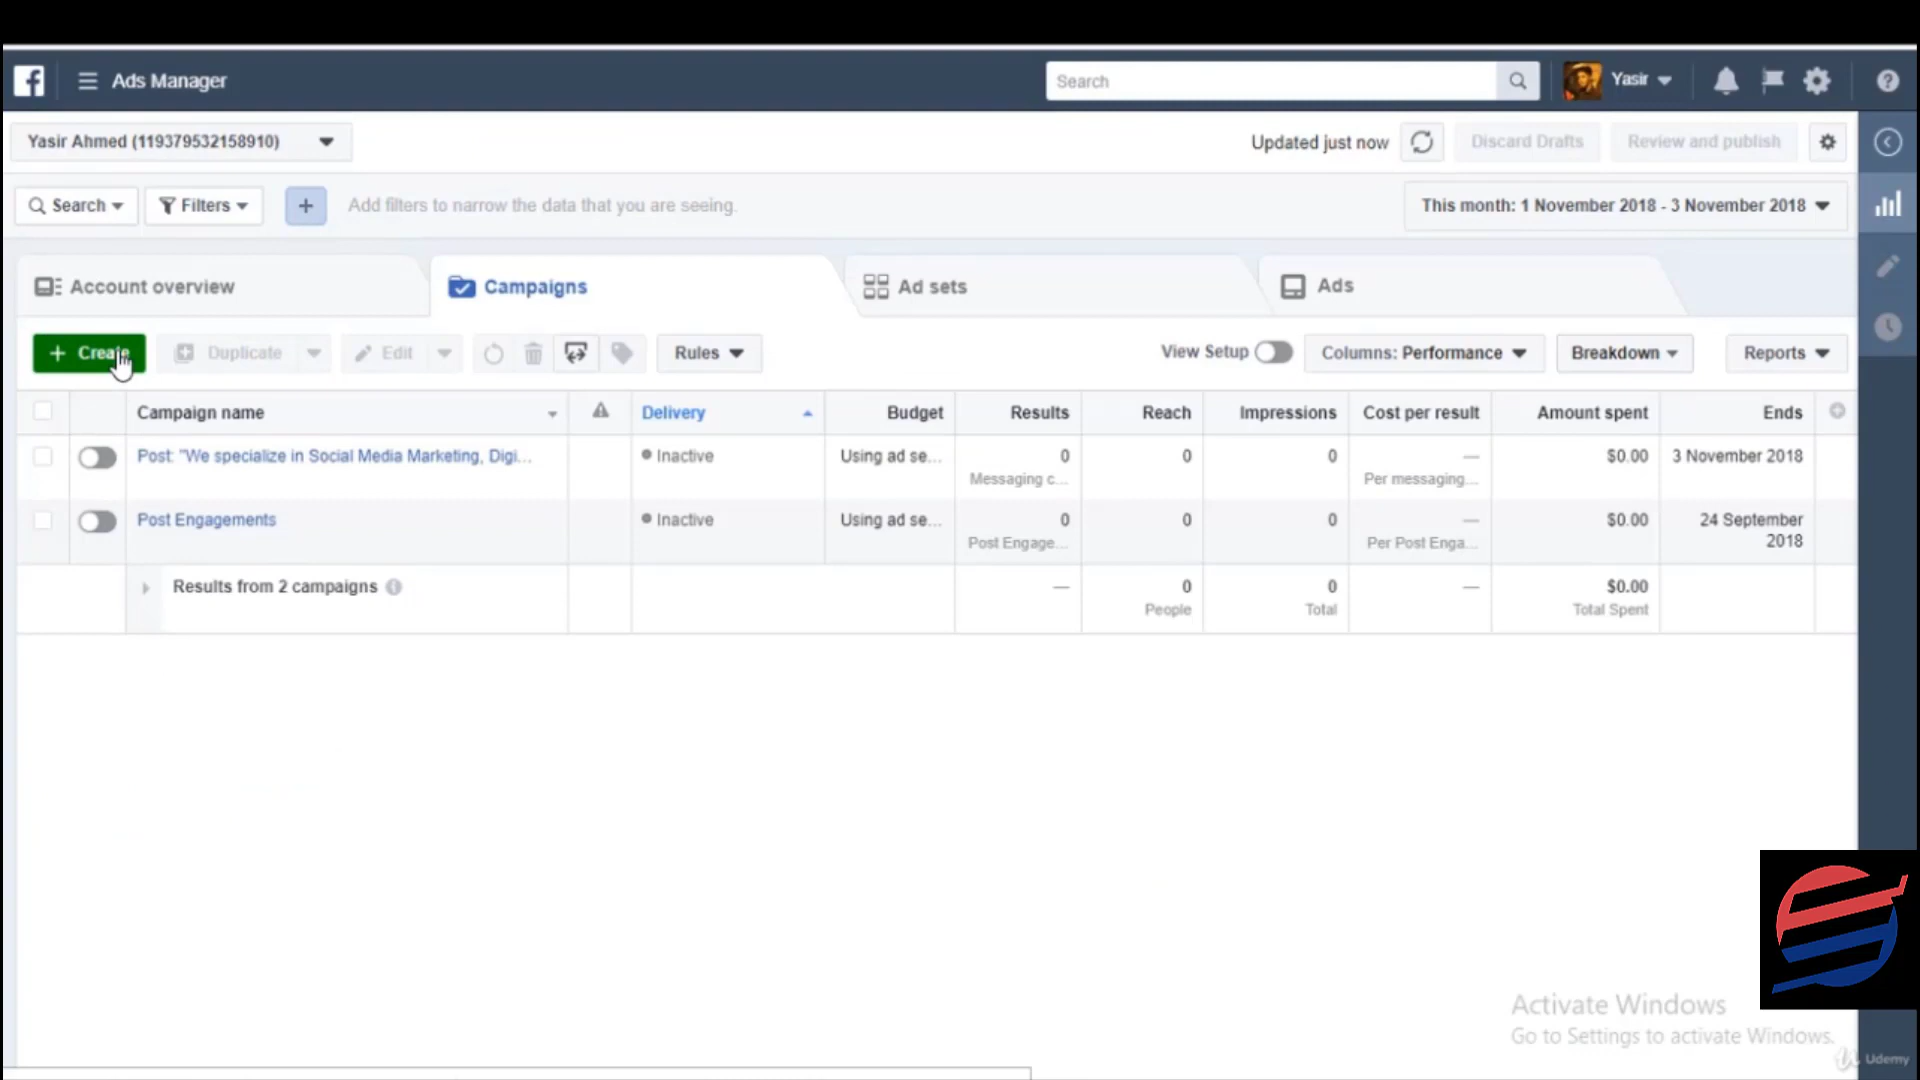 Ads Manager
Search
Yasir
Yasir Ahmed (119379532158910)
Updated just now
Discard Drafts
Review and publish
Search
Filters
+
Add filters to narrow the data that you are seeing.
This month: 1 November 2018 - 3 November 2018
Account overview
Campaigns
Ad sets
Ads
+ Create
Duplicate
Edit
Rules
View Setup
Columns: Performance
Breakdown
Reports
Campaign name
Delivery
Budget
Results
Reach
Impressions
Cost per result
Amount spent
Ends
Post: "We specialize in Social Media Marketing, Digi...
Inactive
Using ad se...
0
0
0
—
$0.00
3 November 2018
Messaging c...
Per messaging...
Post Engagements
Inactive
Using ad se...
0
0
0
—
$0.00
24 September
2018
Post Engage...
Per Post Enga...
Results from 2 campaigns
—
0
0
—
$0.00
People
Total
Total Spent
Activate Windows
Go to Settings to activate Windows.
Udemy